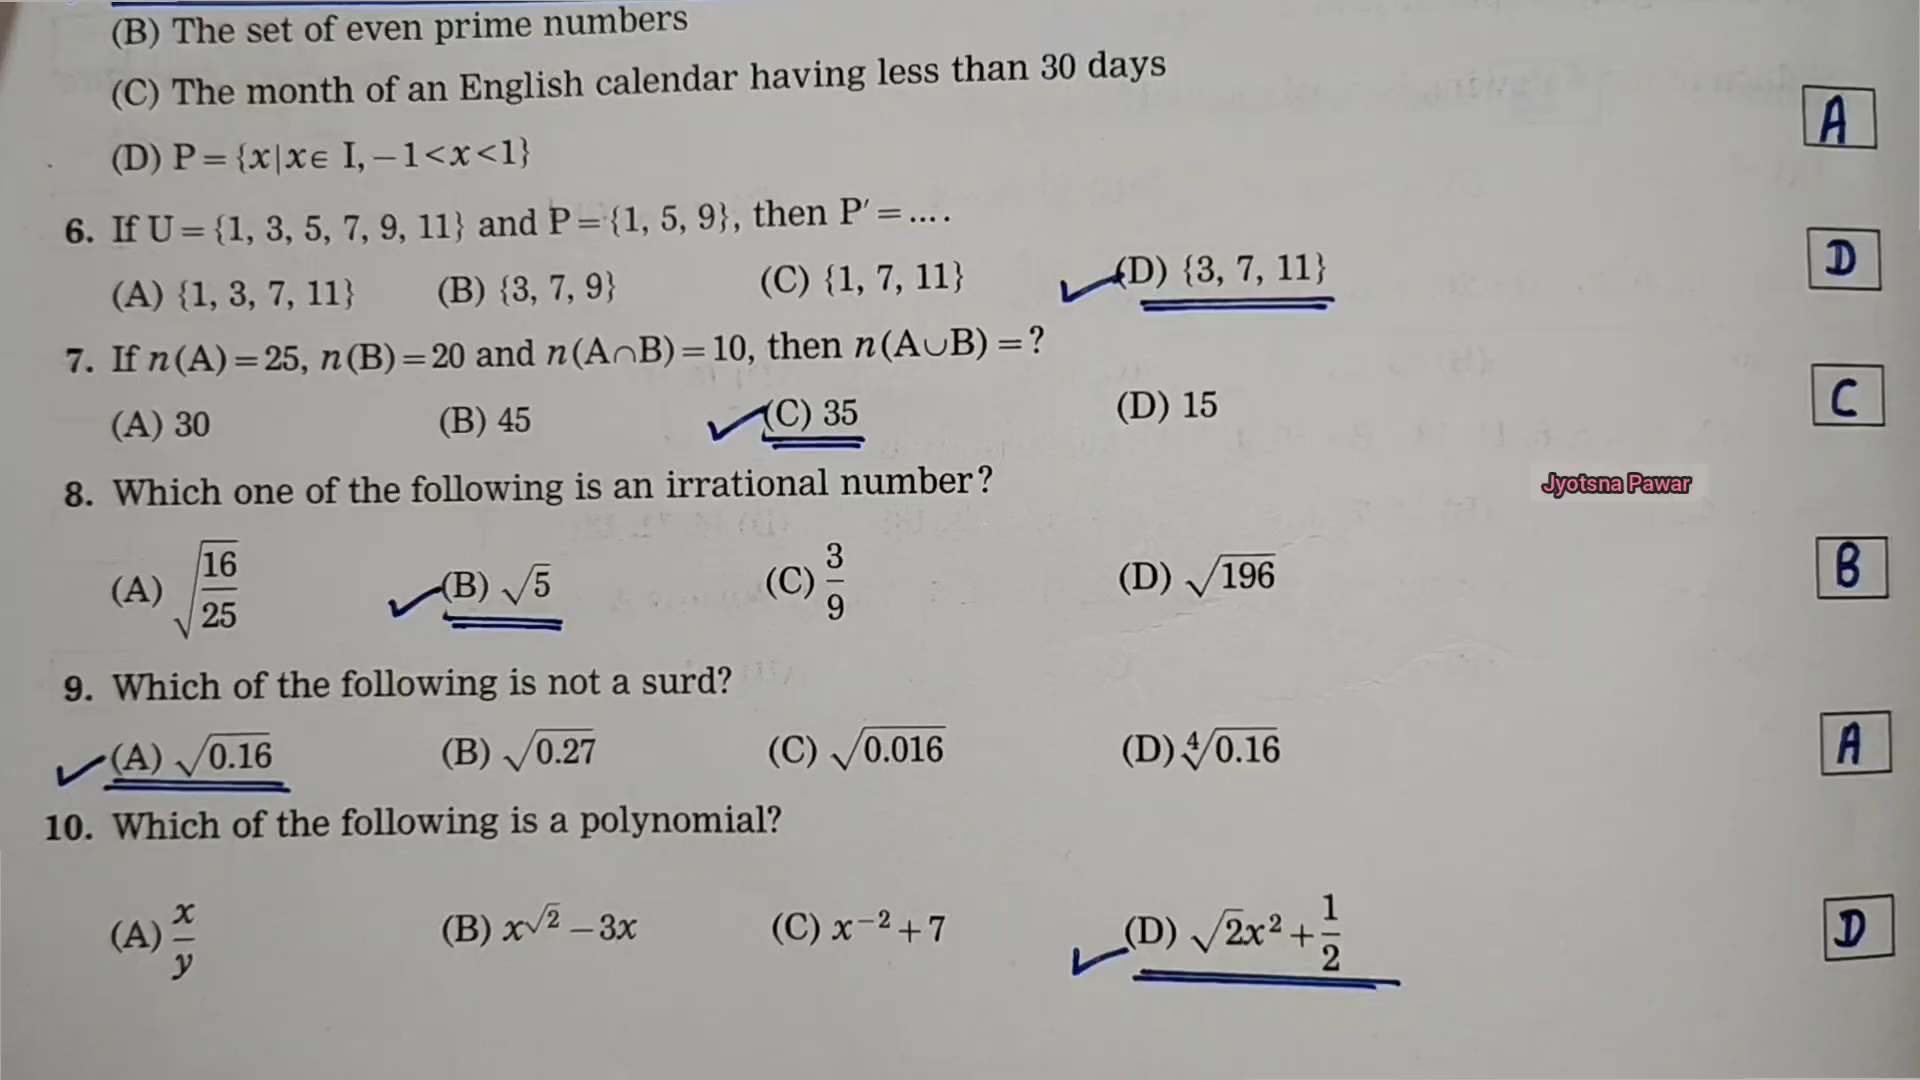 (B) The set of even prime numbers
(C) The month of an English calendar having less than 30 days
A
(D) P = {x|x∈ I, −1<x<1}
6. If U = {1, 3, 5, 7, 9, 11} and P = {1, 5, 9}, then P′ = ....
D
(A) {1, 3, 7, 11} (B) {3, 7, 9} (C) {1, 7, 11} (D) {3, 7, 11}
7. If n(A) = 25, n(B) = 20 and n(A∩B) = 10, then n(A∪B) = ?
C
(A) 30 (B) 45 (C) 35 (D) 15
8. Which one of the following is an irrational number?
Jyotsna Pawar
(A) √(16/25) (B) √5 (C) 3/9 (D) √196
B
9. Which of the following is not a surd?
(A) √0.16 (B) √0.27 (C) √0.016 (D) ∜0.16
A
10. Which of the following is a polynomial?
(A) x/y (B) x^√2 − 3x (C) x⁻² + 7 (D) √2x² + 1/2
D